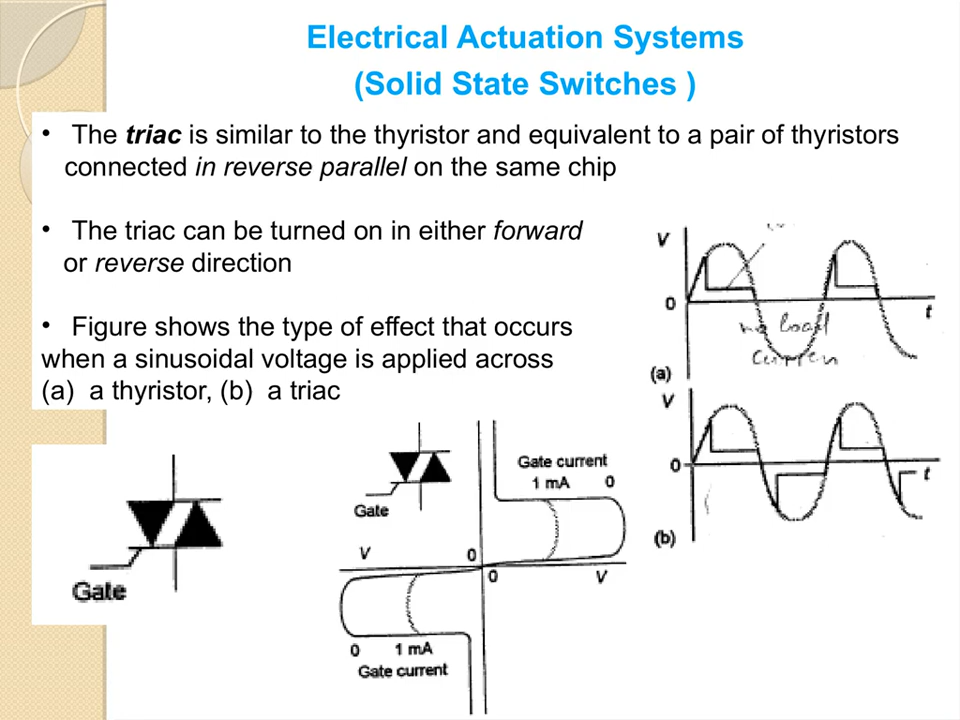 Electrical Actuation Systems
(Solid State Switches )
• The triac is similar to the thyristor and equivalent to a pair of thyristors
connected in reverse parallel on the same chip
• The triac can be turned on in either forward
or reverse direction
• Figure shows the type of effect that occurs
when a sinusoidal voltage is applied across
(a) a thyristor, (b) a triac
V
0
t
no load
curren
(a)
V
0
t
(b)
Gate
Gate
Gate current
1 mA 0
V
0
0
V
0 1 mA
Gate current